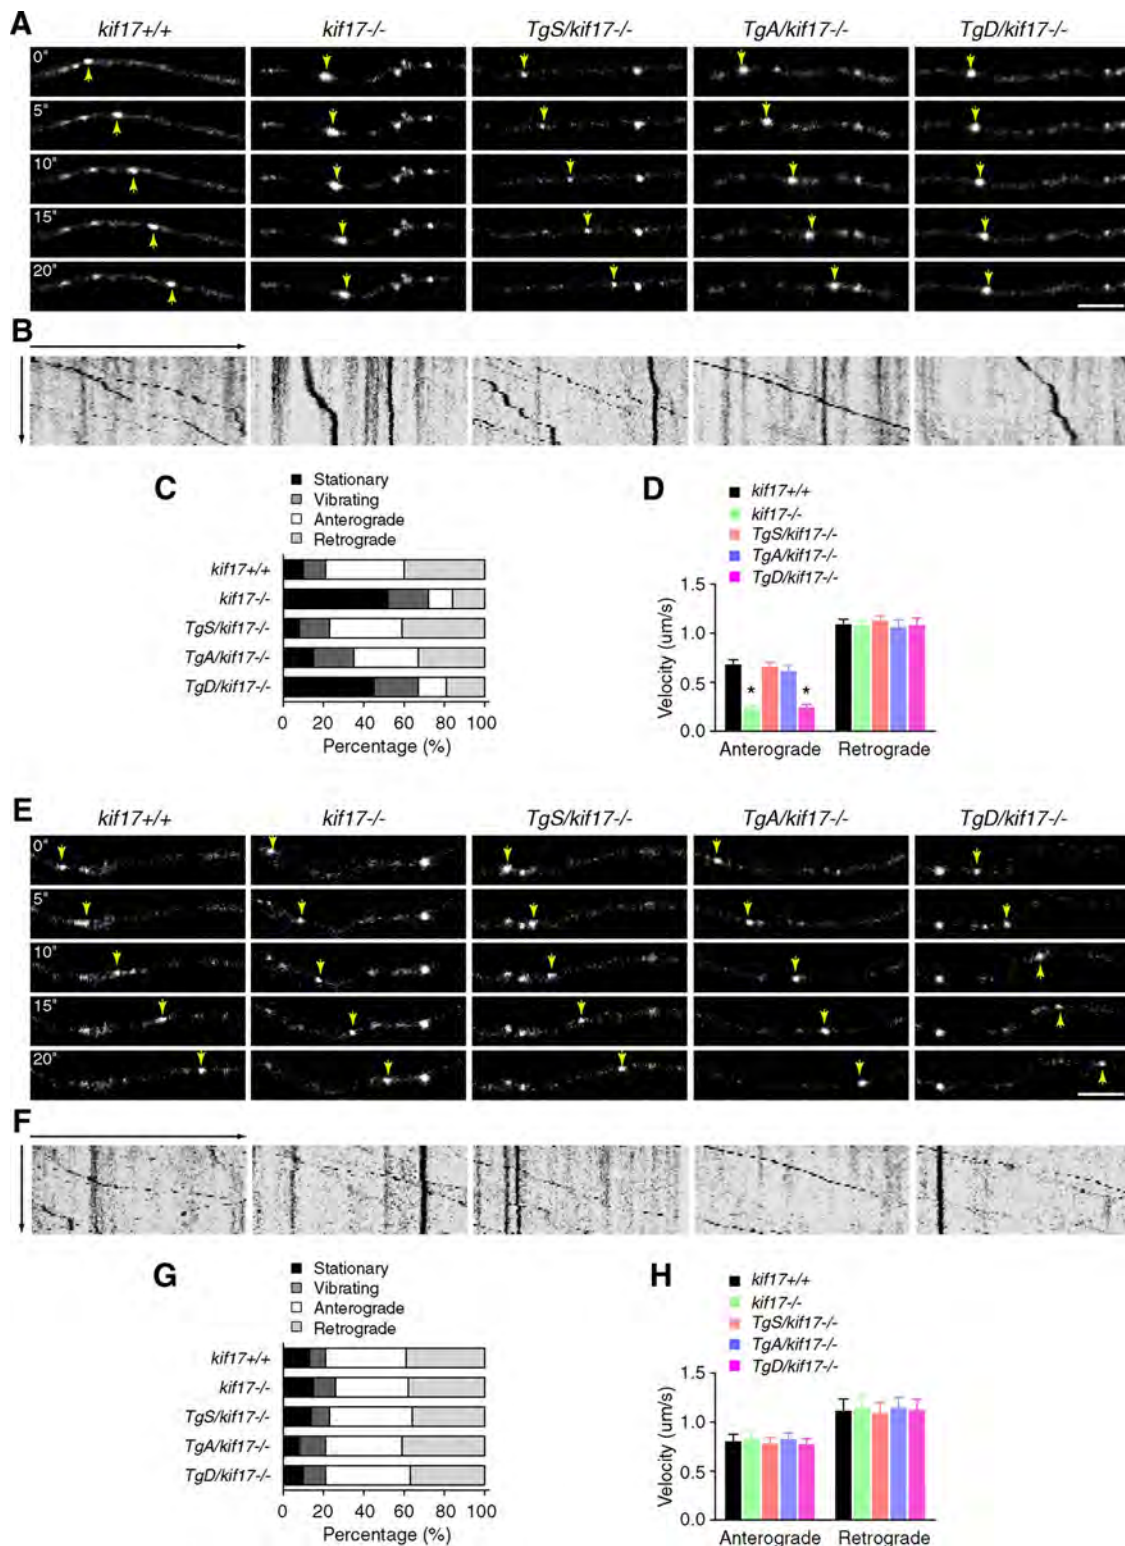 A
kif17+/+ kif17-/- TgS/kif17-/- TgA/kif17-/- TgD/kif17-/-
0"
5"
10"
15"
20"
B
C
Stationary
Vibrating
Anterograde
Retrograde
kif17+/+
kif17-/-
TgS/kif17-/-
TgA/kif17-/-
TgD/kif17-/-
0 20 40 60 80 100
Percentage (%)
D
kif17+/+
kif17-/-
TgS/kif17-/-
TgA/kif17-/-
TgD/kif17-/-
1.5
1.0
0.5
0.0
Velocity (um/s)
* *
Anterograde Retrograde
E
kif17+/+ kif17-/- TgS/kif17-/- TgA/kif17-/- TgD/kif17-/-
0"
5"
10"
15"
20"
F
G
Stationary
Vibrating
Anterograde
Retrograde
kif17+/+
kif17-/-
TgS/kif17-/-
TgA/kif17-/-
TgD/kif17-/-
0 20 40 60 80 100
Percentage (%)
H
kif17+/+
kif17-/-
TgS/kif17-/-
TgA/kif17-/-
TgD/kif17-/-
1.5
1.0
0.5
0.0
Velocity (um/s)
Anterograde Retrograde